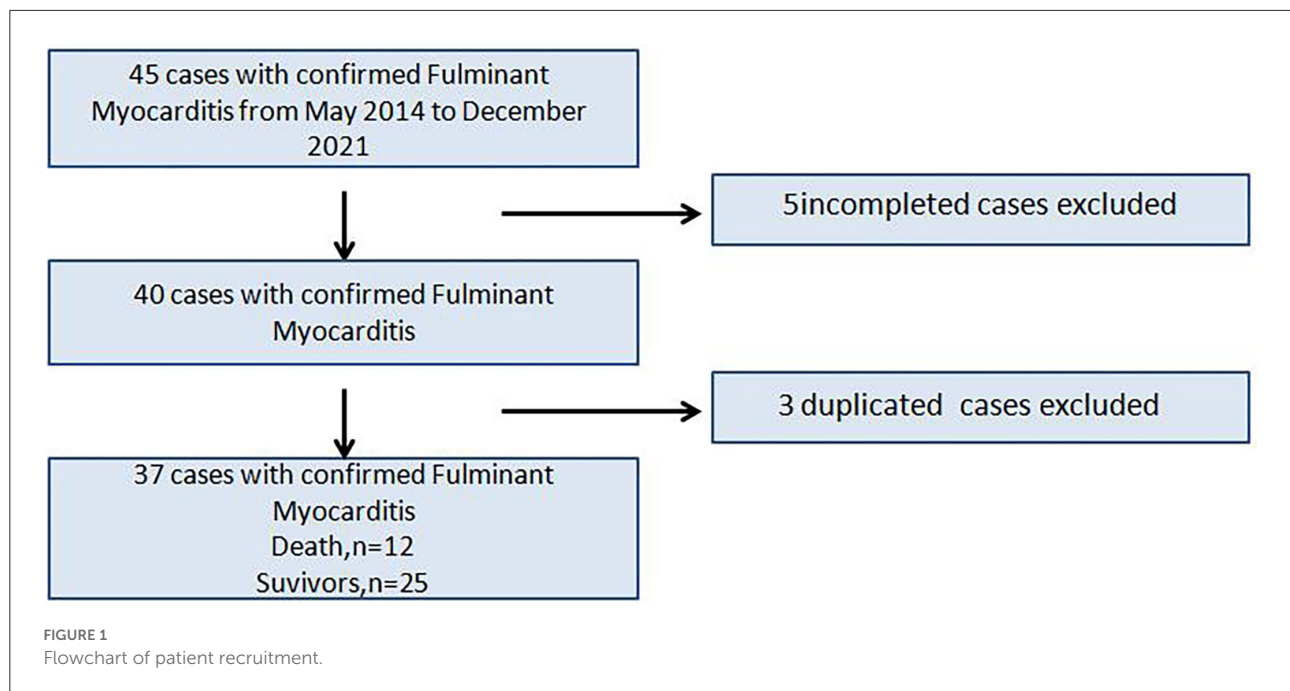 45 cases with confirmed Fulminant
Myocarditis from May 2014 to December
2021
5incompleted cases excluded
40 cases with confirmed Fulminant
Myocarditis
3 duplicated cases excluded
37 cases with confirmed Fulminant
Myocarditis
Death,n=12
Suvivors,n=25
FIGURE 1
Flowchart of patient recruitment.